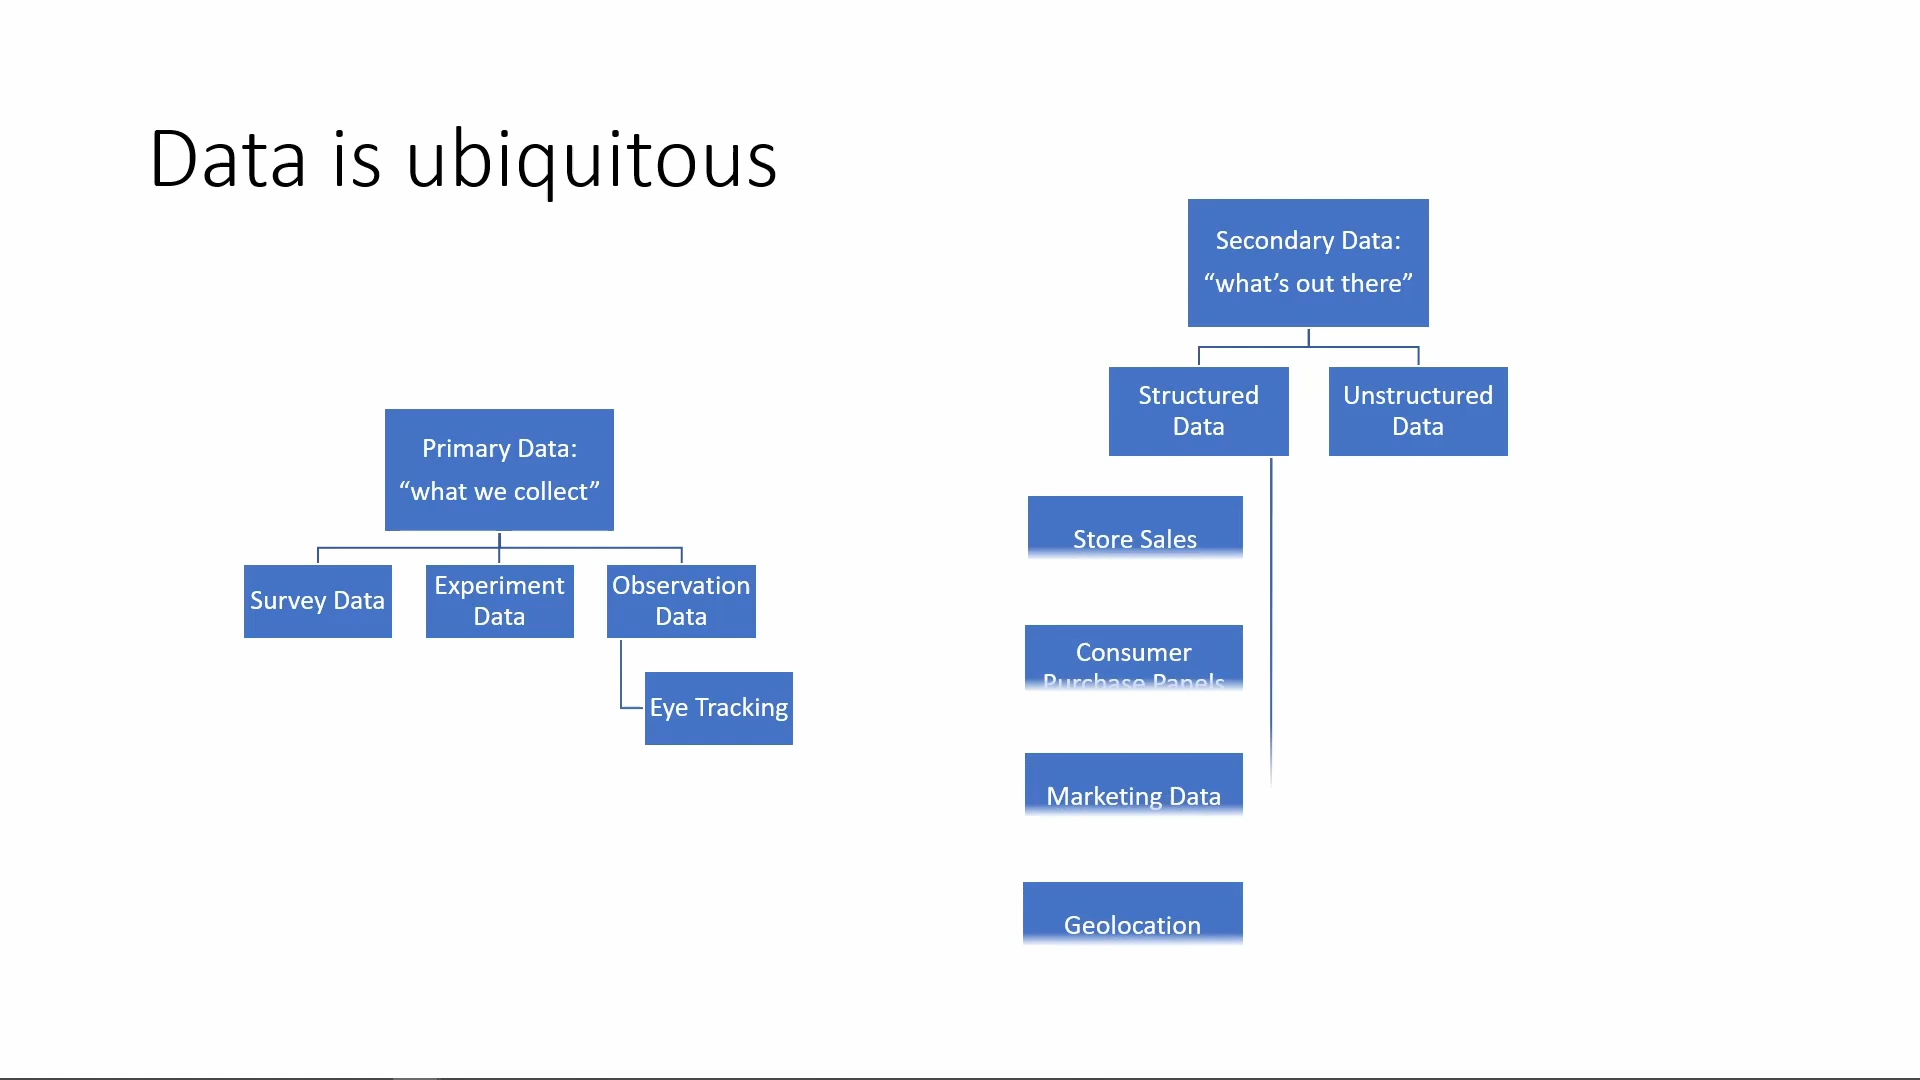 Data is ubiquitous
Primary Data:
“what we collect”
Survey Data
Experiment
Data
Observation
Data
Eye Tracking
Secondary Data:
“what’s out there”
Structured
Data
Unstructured
Data
Store Sales
Consumer
Purchase Panels
Marketing Data
Geolocation